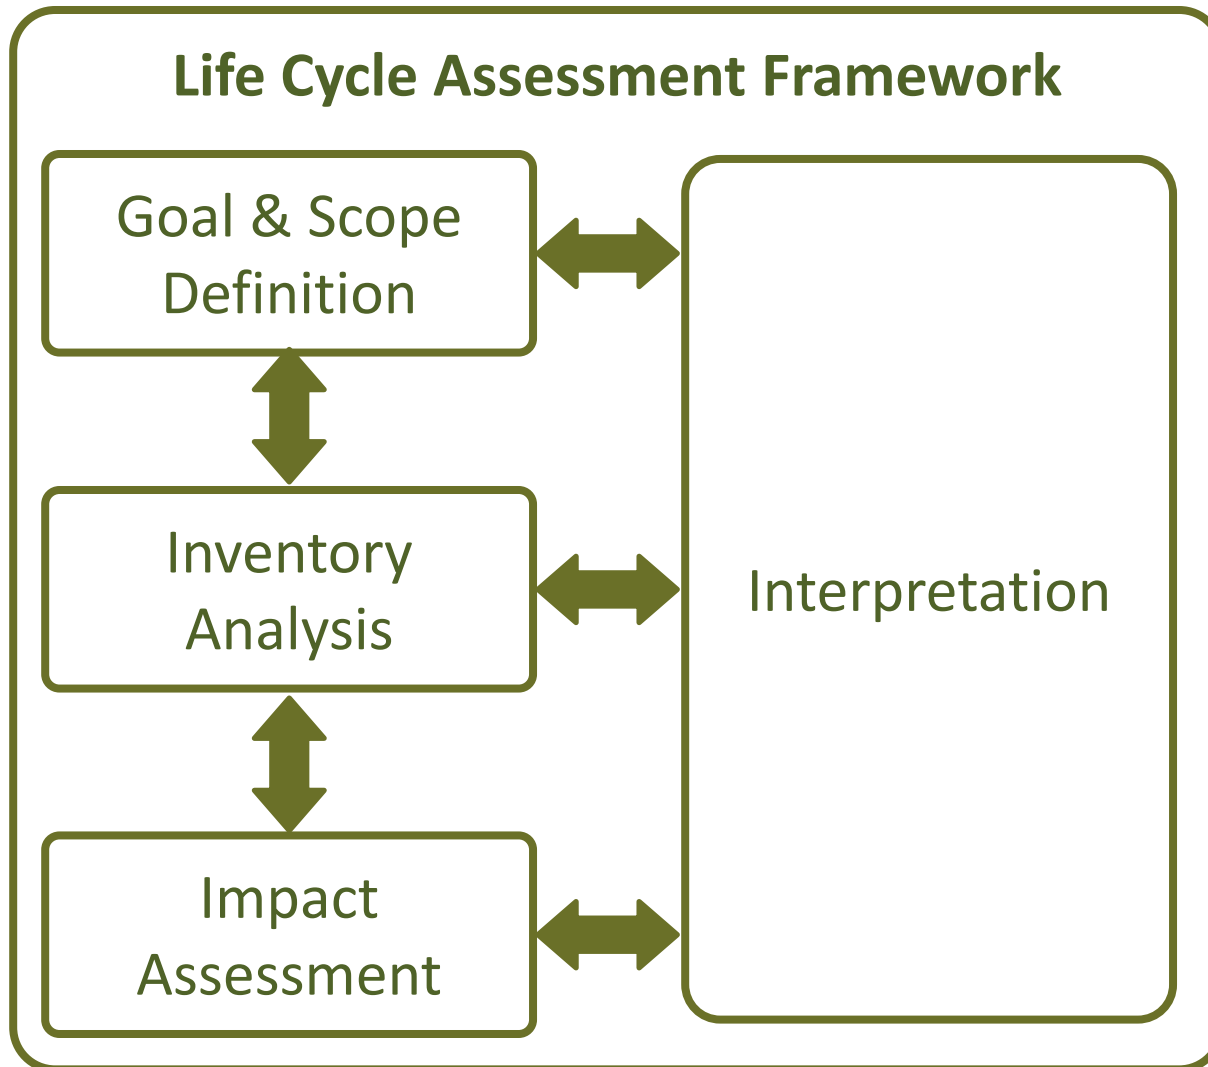 Life Cycle Assessment Framework
Goal & Scope
Definition
Inventory
Analysis
Interpretation
Impact
Assessment